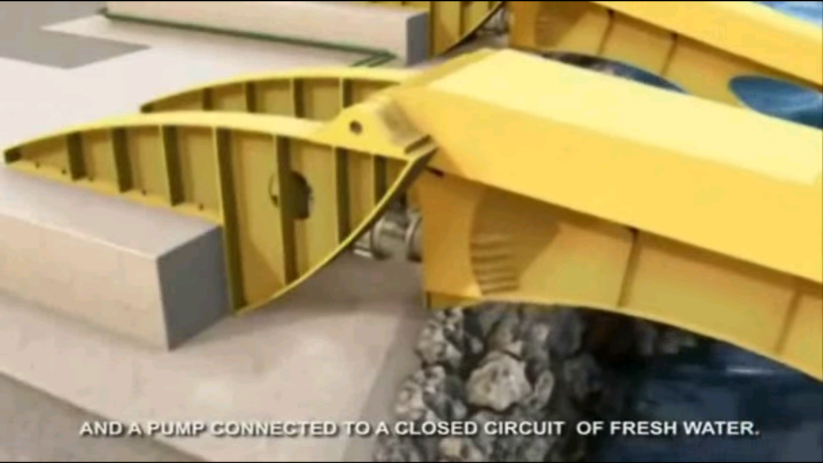 AND A PUMP CONNECTED TO A CLOSED CIRCUIT OF FRESH WATER.